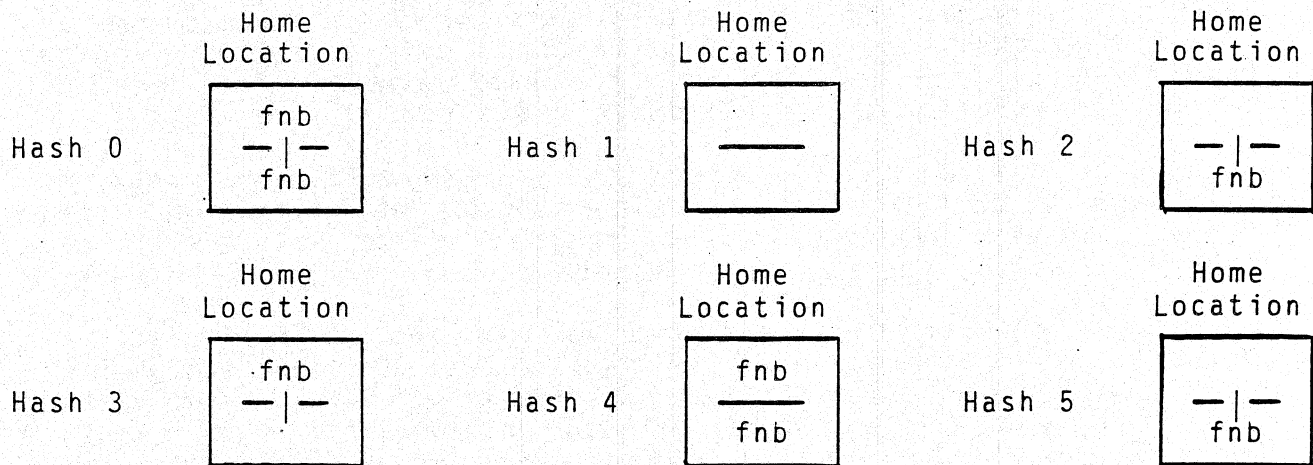 Home Home Home
Location Location Location
fnb
Hash 0 — | — Hash 1 —— Hash 2 — | —
fnb fnb
Home Home Home
Location Location Location
fnb fnb
Hash 3 — | — Hash 4 —— Hash 5 — | —
fnb fnb